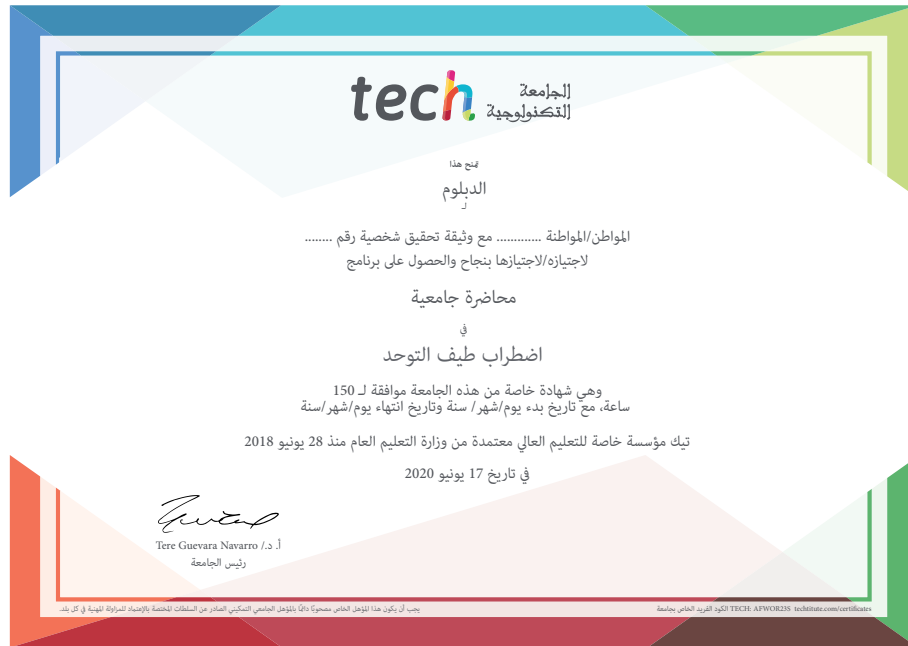 tech الجامعة
التكنولوجية
تمنح هذا
الدبلوم
لـ
المواطن/المواطنة ............. مع وثيقة تحقيق شخصية رقم ........
لاجتيازه/لاجتيازها بنجاح والحصول على برنامج
محاضرة جامعية
في
اضطراب طيف التوحد
وهي شهادة خاصة من هذه الجامعة موافقة لـ 150
ساعة، مع تاريخ بدء يوم/شهر/ سنة وتاريخ انتهاء يوم/شهر/سنة
تيك مؤسسة خاصة للتعليم العالي معتمدة من وزارة التعليم العام منذ 28 يونيو 2018
في تاريخ 17 يونيو 2020
أ. د./ Tere Guevara Navarro
رئيس الجامعة
يجب أن يكون هذا المؤهل الخاص مصحوبًا دائمًا بالمؤهل الجامعي التمكيني الصادر عن السلطات المختصة بالإعتماد للمزاولة المهنية في كل بلد.
الكود الفريد الخاص بجامعة TECH: AFWOR23S techtitute.com/certificates